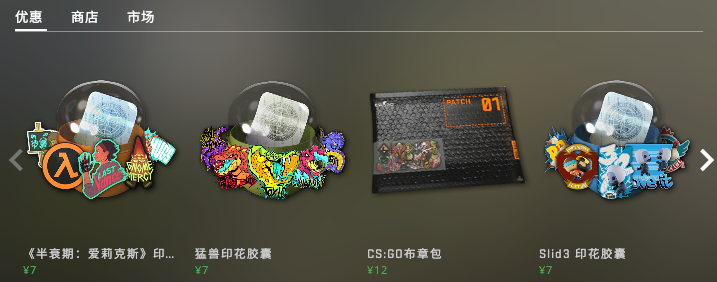 优惠 商店 市场
PATCH 01
LAST
《半衰期：爱莉克斯》印… 猛兽印花胶囊 CS:GO布章包 Slid3 印花胶囊
¥7 ¥7 ¥12 ¥7